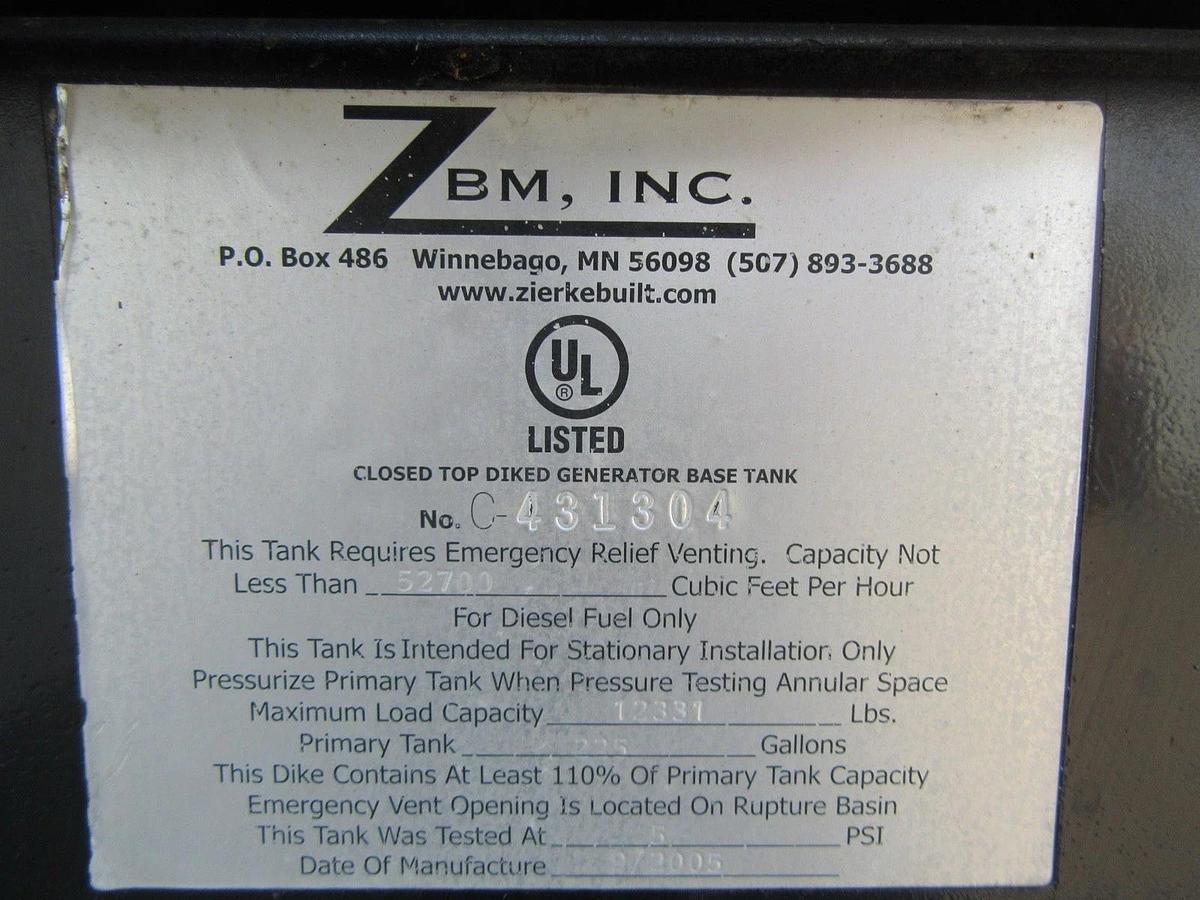 ZBM, INC.
P.O. Box 486 Winnebago, MN 56098 (507) 893-3688
www.zierkebuilt.com
UL
®
LISTED
CLOSED TOP DIKED GENERATOR BASE TANK
No. C-431304
This Tank Requires Emergency Relief Venting. Capacity Not
Less Than 52700 Cubic Feet Per Hour
For Diesel Fuel Only
This Tank Is Intended For Stationary Installation Only
Pressurize Primary Tank When Pressure Testing Annular Space
Maximum Load Capacity 12331 Lbs.
Primary Tank Gallons
This Dike Contains At Least 110% Of Primary Tank Capacity
Emergency Vent Opening Is Located On Rupture Basin
This Tank Was Tested At 5 PSI
Date Of Manufacture 9/2005